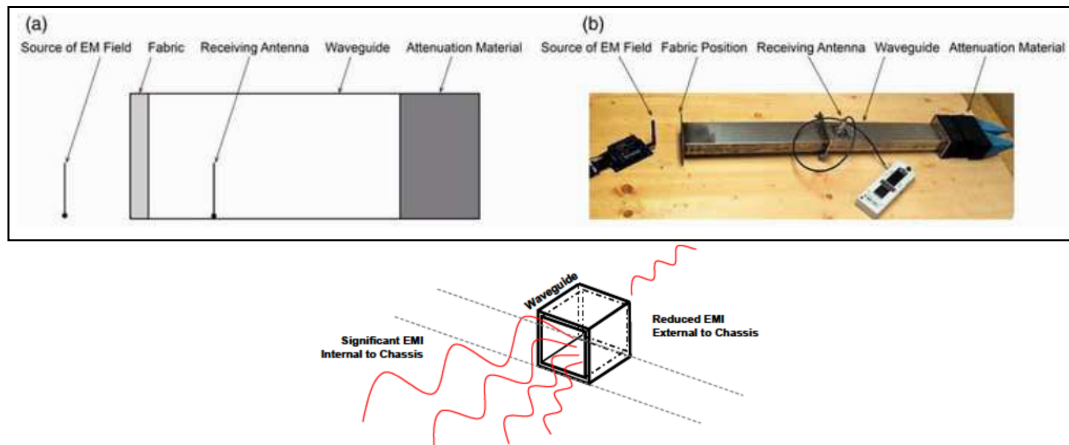 (a)
Source of EM Field Fabric Receiving Antenna Waveguide Attenuation Material
(b)
Source of EM Field Fabric Position Receiving Antenna Waveguide Attenuation Material
Waveguide
Significant EMI
Internal to Chassis
Reduced EMI
External to Chassis